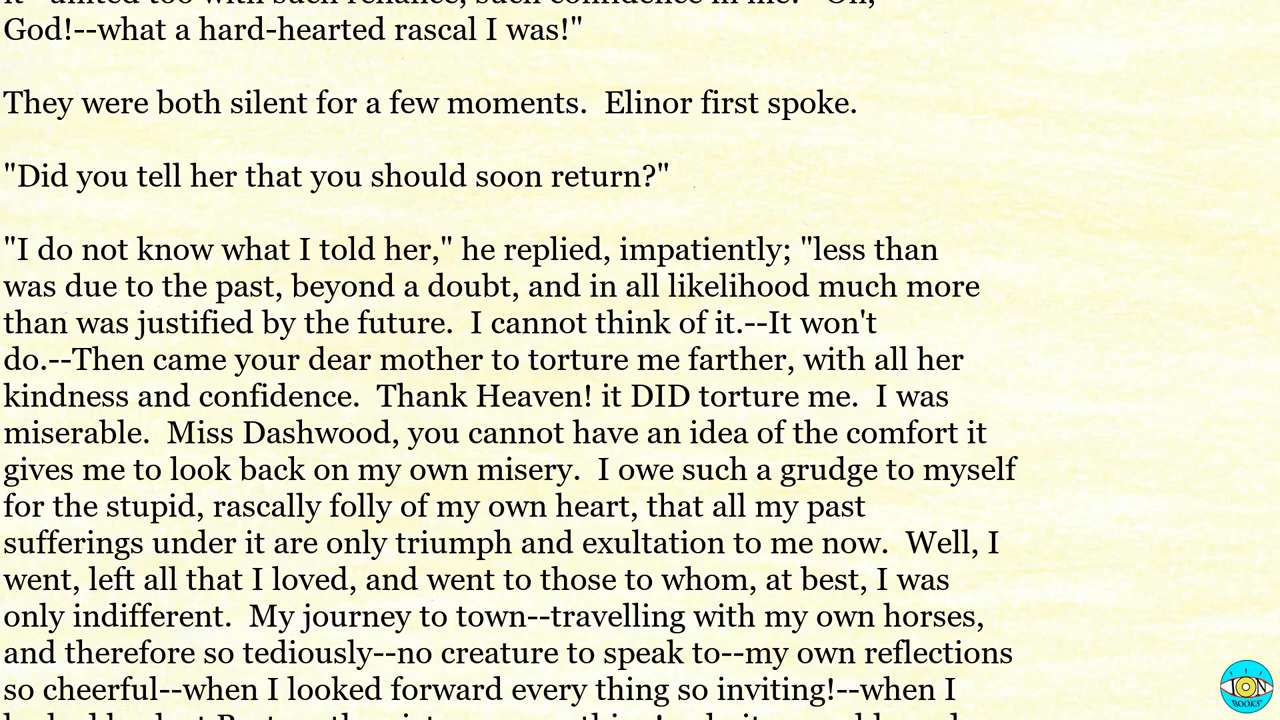 God!--what a hard-hearted rascal I was!"
They were both silent for a few moments.  Elinor first spoke.
"Did you tell her that you should soon return?"
"I do not know what I told her," he replied, impatiently; "less than
was due to the past, beyond a doubt, and in all likelihood much more
than was justified by the future.  I cannot think of it.--It won't
do.--Then came your dear mother to torture me farther, with all her
kindness and confidence.  Thank Heaven! it DID torture me.  I was
miserable.  Miss Dashwood, you cannot have an idea of the comfort it
gives me to look back on my own misery.  I owe such a grudge to myself
for the stupid, rascally folly of my own heart, that all my past
sufferings under it are only triumph and exultation to me now.  Well, I
went, left all that I loved, and went to those to whom, at best, I was
only indifferent.  My journey to town--travelling with my own horses,
and therefore so tediously--no creature to speak to--my own reflections
so cheerful--when I looked forward every thing so inviting!--when I
ION
BOOKS